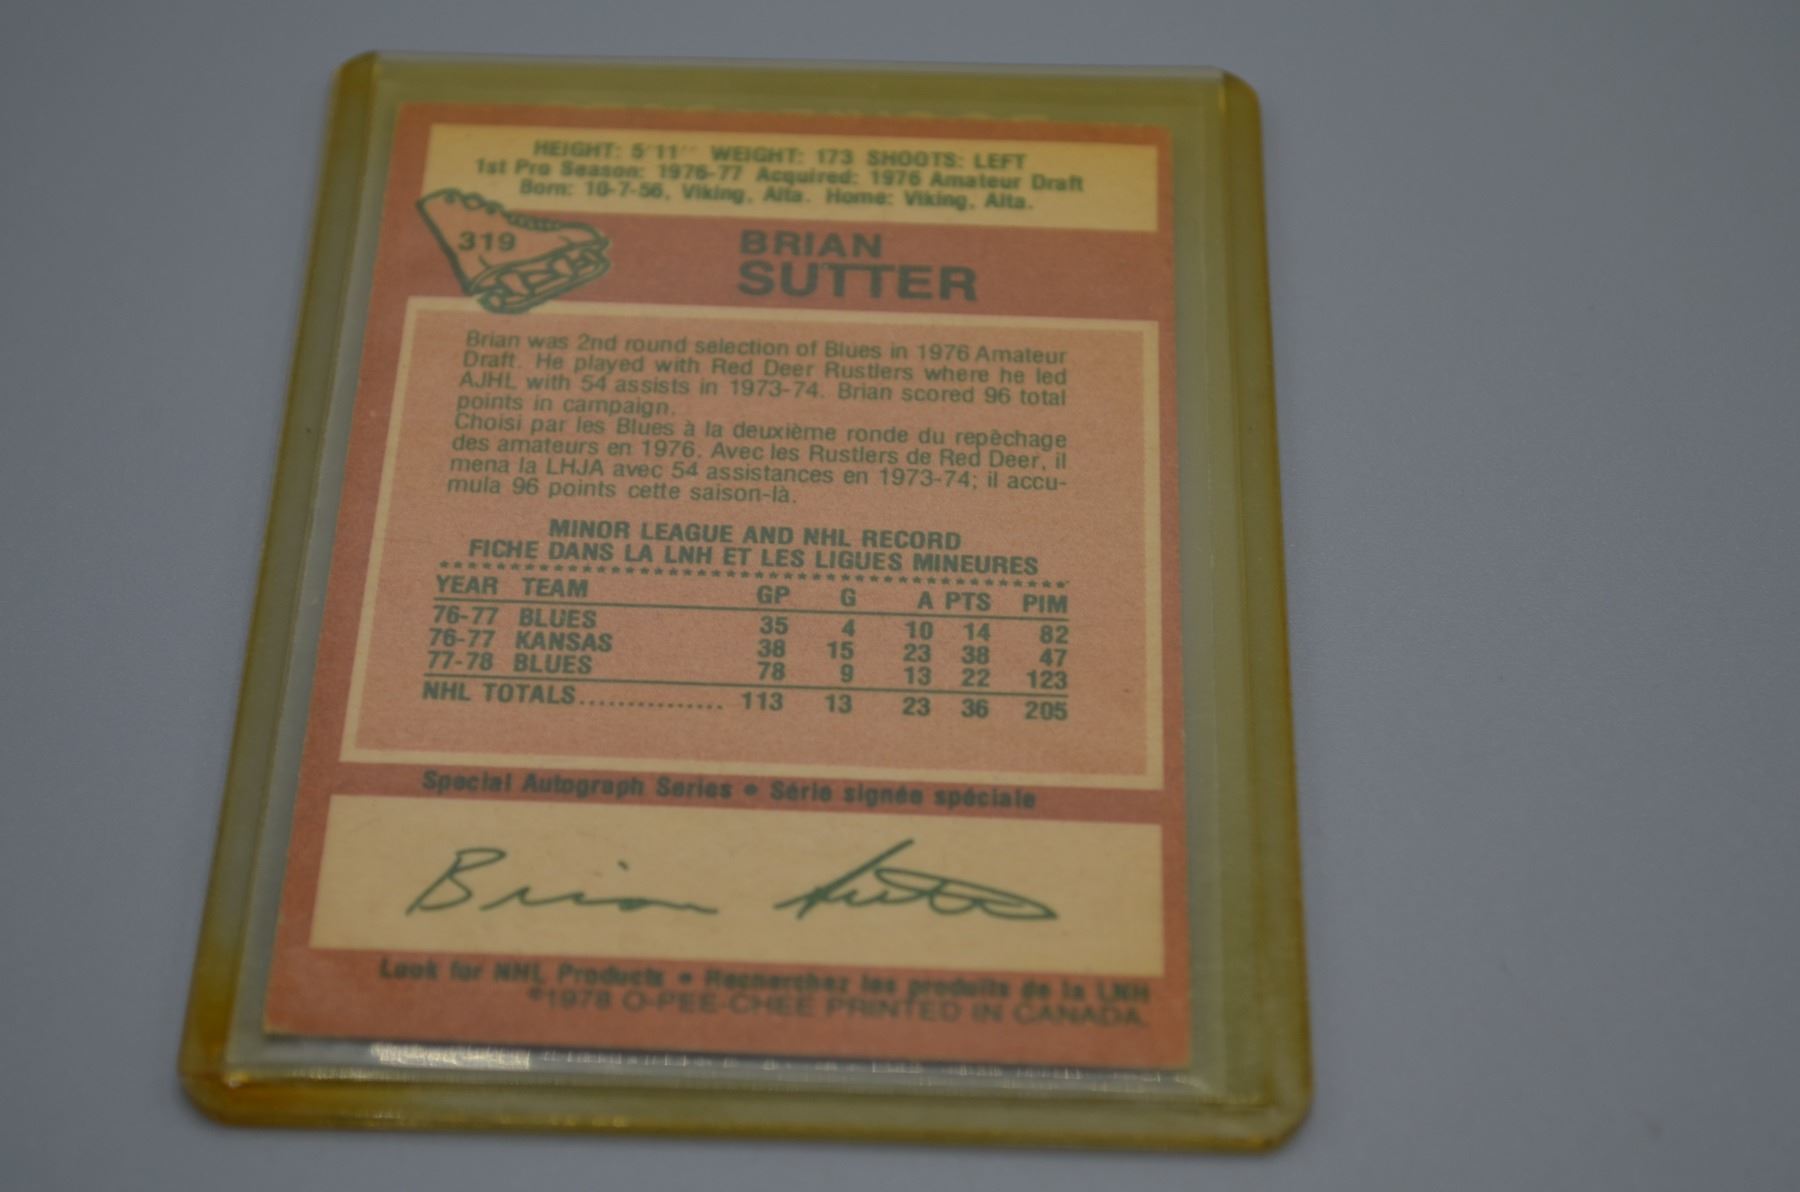 HEIGHT: 5'11" WEIGHT: 173 SHOOTS: LEFT
1st Pro Season: 1976-77 Acquired: 1976 Amateur Draft
Born: 10-7-56, Viking, Alta. Home: Viking, Alta.
319
BRIAN
SUTTER
Brian was 2nd round selection of Blues in 1976 Amateur
Draft. He played with Red Deer Rustlers where he led
AJHL with 54 assists in 1973-74. Brian scored 96 total
points in campaign.
Choisi par les Blues à la deuxième ronde du repêchage
des amateurs en 1976. Avec les Rustlers de Red Deer, il
mena la LHJA avec 54 assistances en 1973-74; il accu-
mula 96 points cette saison-là.
MINOR LEAGUE AND NHL RECORD
FICHE DANS LA LNH ET LES LIGUES MINEURES
YEAR TEAM GP G A PTS PIM
76-77 BLUES 35 4 10 14 82
76-77 KANSAS 38 15 23 38 47
77-78 BLUES 78 9 13 22 123
NHL TOTALS............... 113 13 23 36 205
Special Autograph Series • Série signée spéciale
Brian Sutter
Look for NHL Products • Recherchez les produits de la LNH
©1978 O-PEE-CHEE PRINTED IN CANADA.